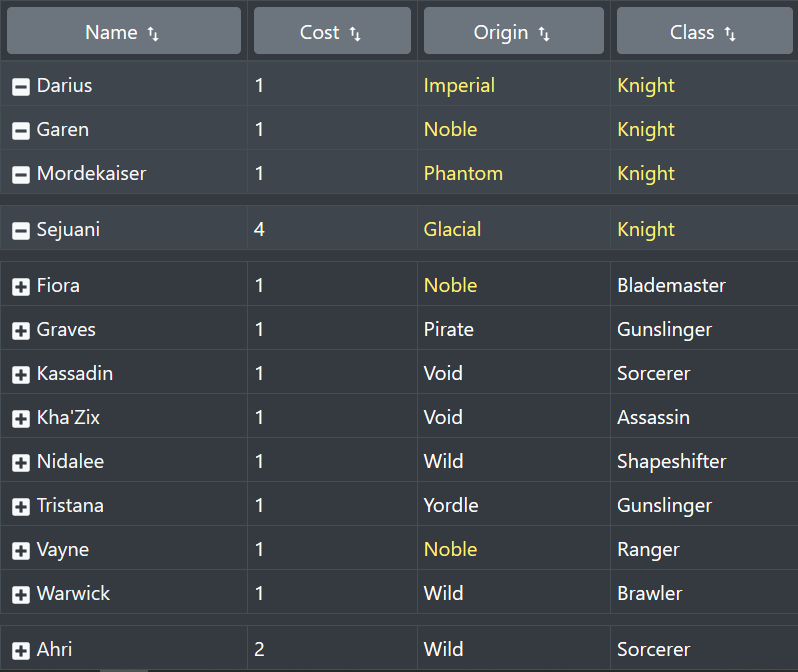 Name Cost Origin Class
Darius 1 Imperial Knight
Garen 1 Noble Knight
Mordekaiser 1 Phantom Knight
Sejuani 4 Glacial Knight
Fiora 1 Noble Blademaster
Graves 1 Pirate Gunslinger
Kassadin 1 Void Sorcerer
Kha'Zix 1 Void Assassin
Nidalee 1 Wild Shapeshifter
Tristana 1 Yordle Gunslinger
Vayne 1 Noble Ranger
Warwick 1 Wild Brawler
Ahri 2 Wild Sorcerer